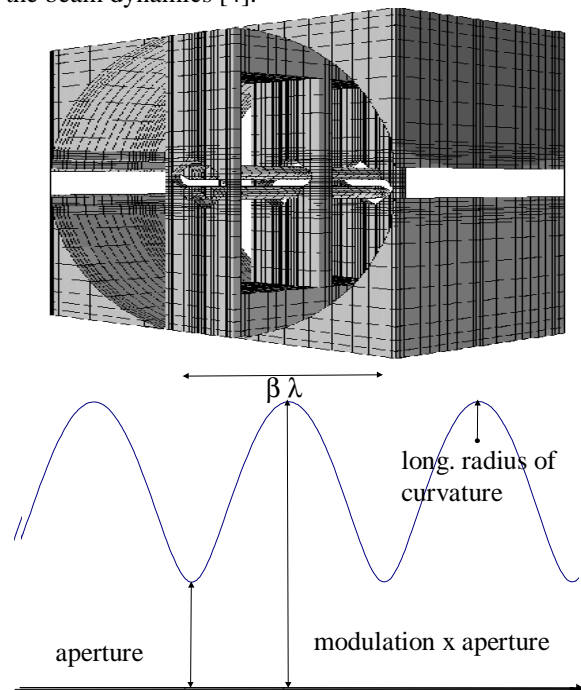 the beam dynamics [4].
β λ
long. radius of
curvature
aperture
modulation x aperture